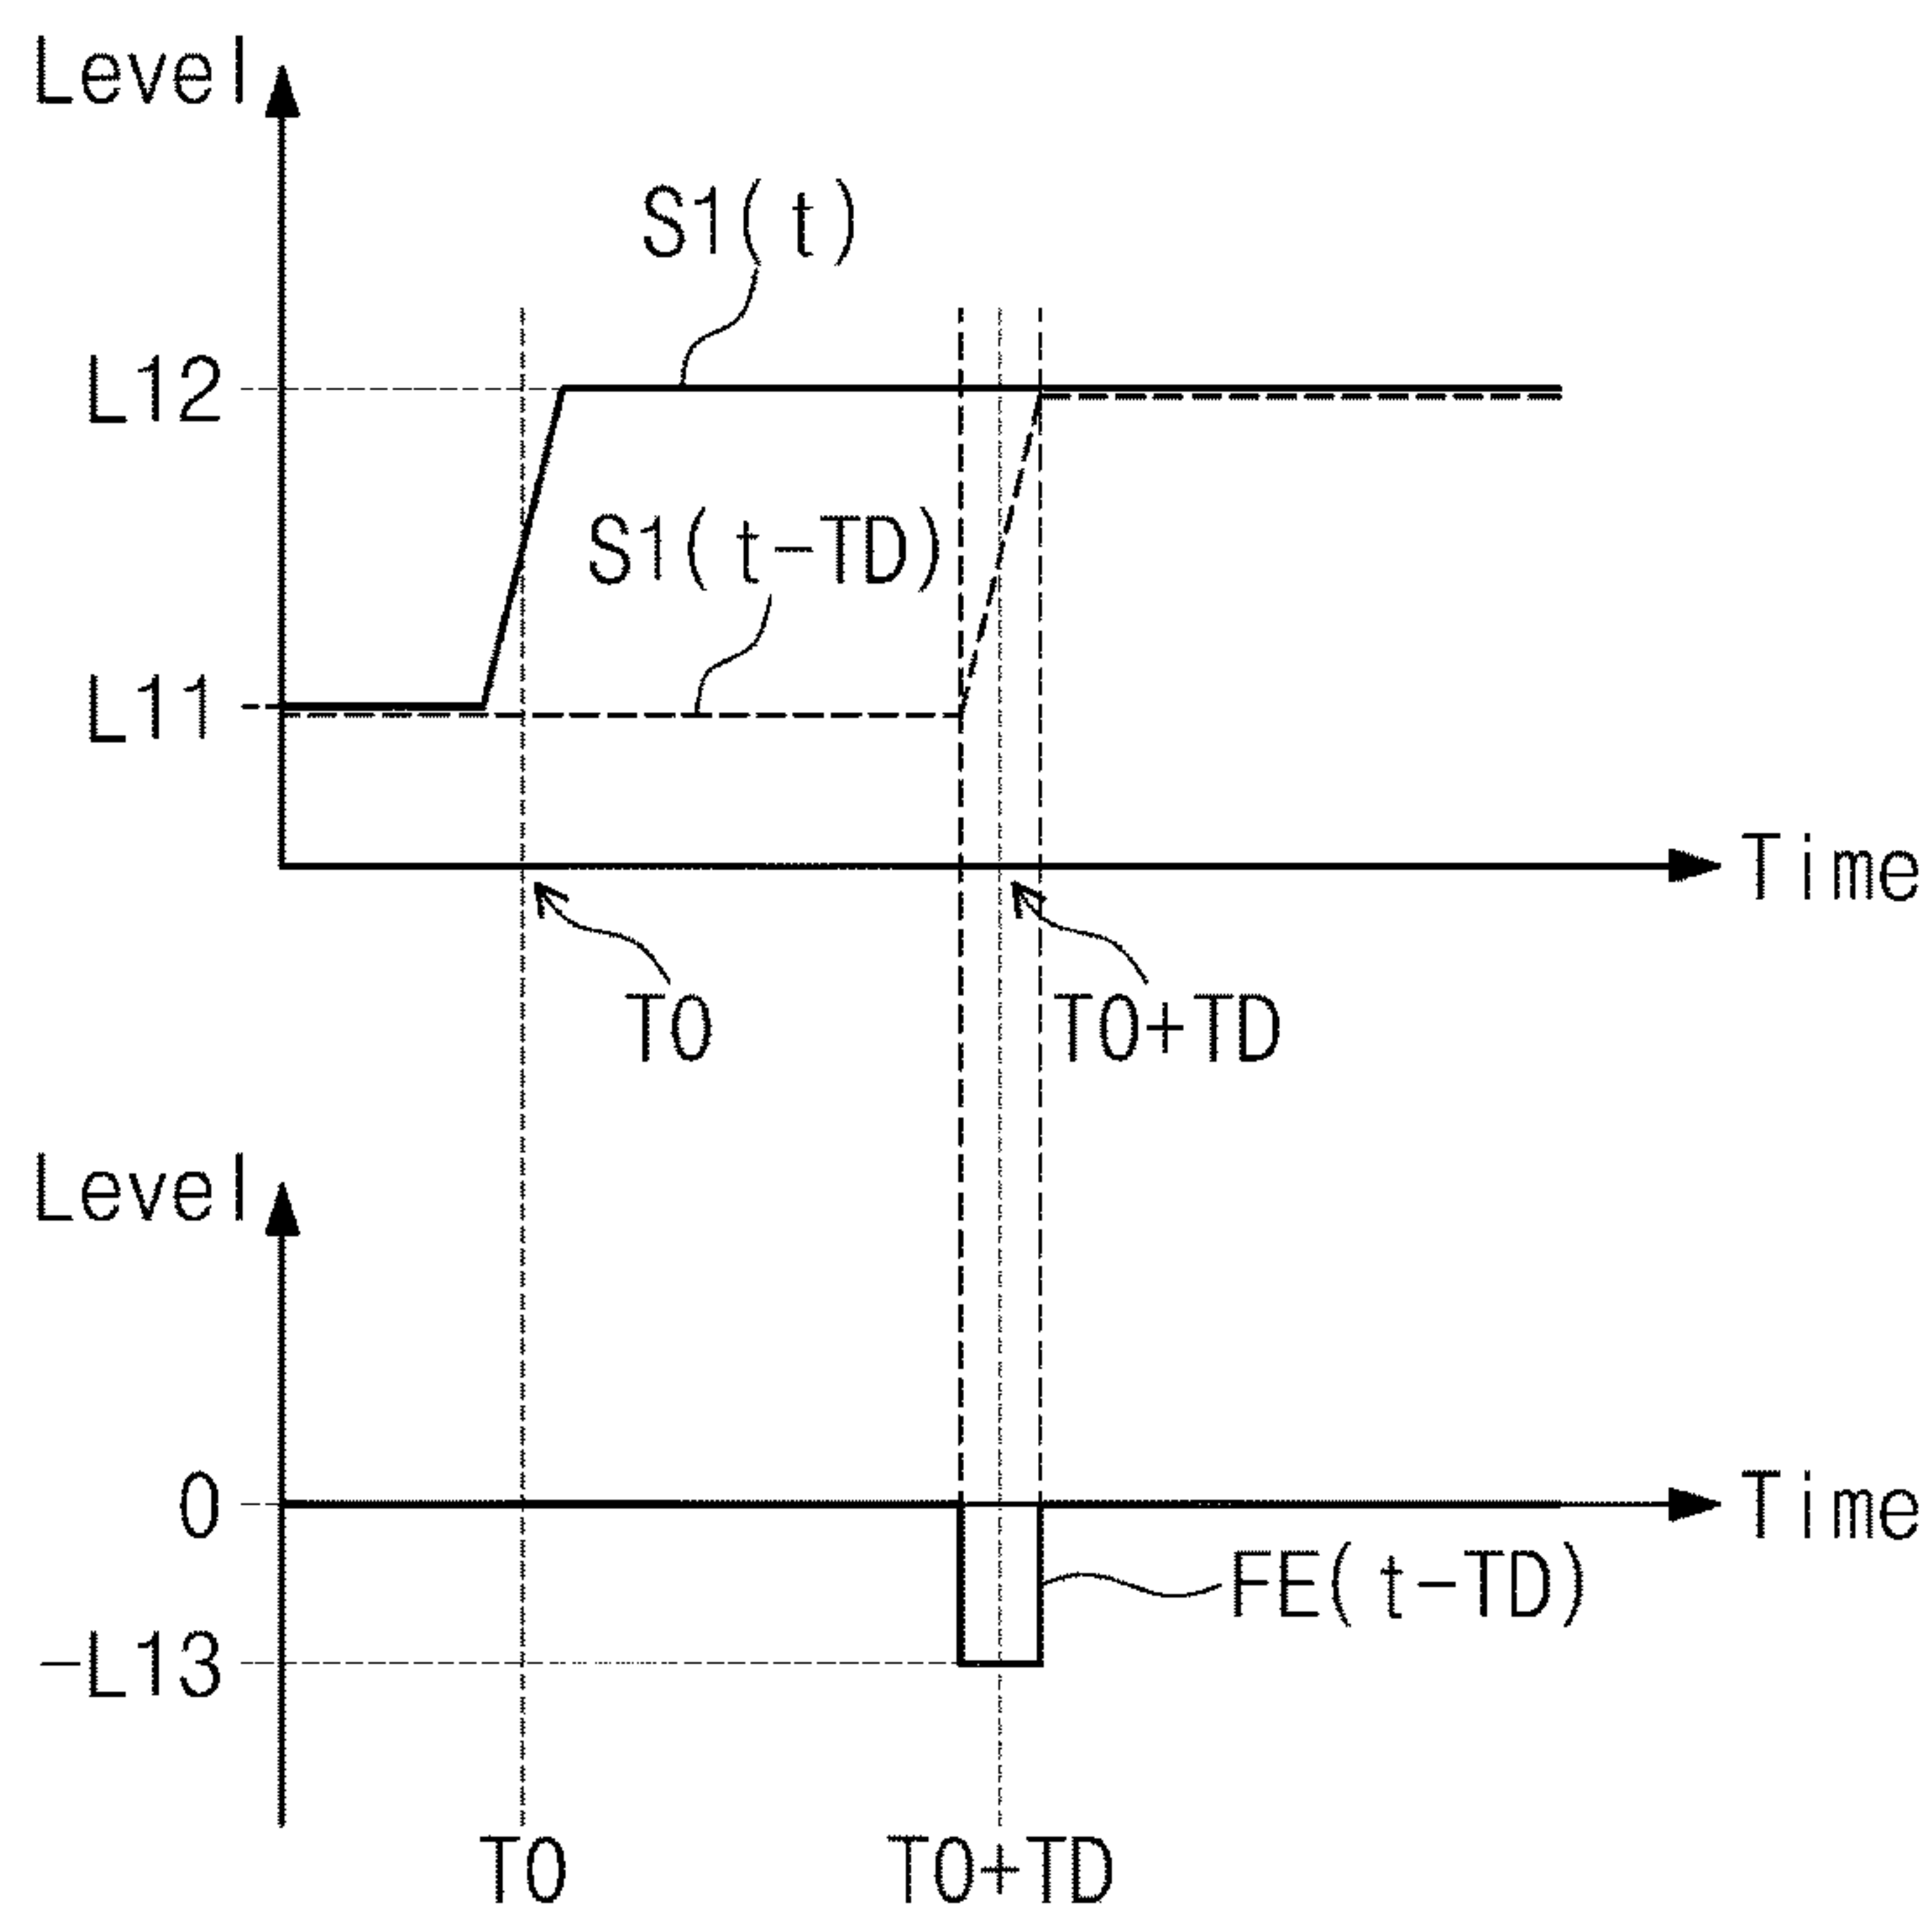 Level
S1(t)
L12
S1(t-TD)
L11
Time
T0
T0+TD
Level
0
Time
FE(t-TD)
-L13
T0
T0+TD